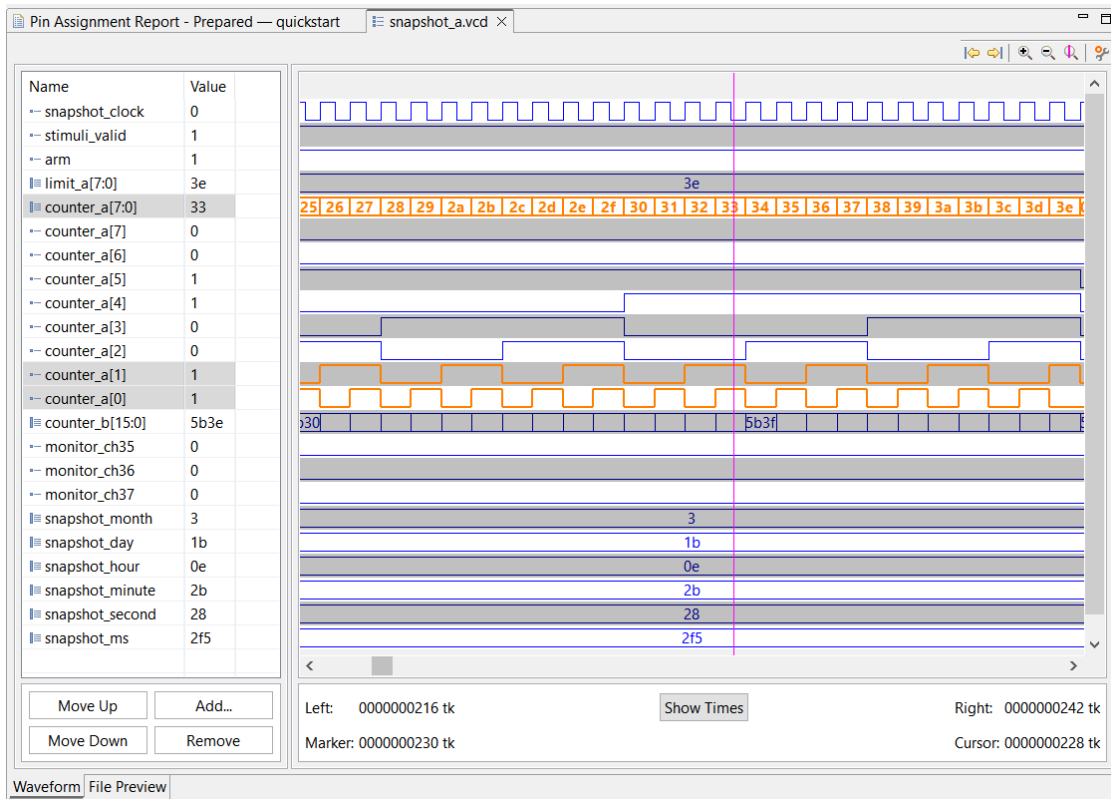 Pin Assignment Report - Prepared — quickstart snapshot_a.vcd
Name Value
snapshot_clock 0
stimuli_valid 1
arm 1
limit_a[7:0] 3e 3e
counter_a[7:0] 33 25 26 27 28 29 2a 2b 2c 2d 2e 2f 30 31 32 33 34 35 36 37 38 39 3a 3b 3c 3d 3e
counter_a[7] 0
counter_a[6] 0
counter_a[5] 1
counter_a[4] 1
counter_a[3] 0
counter_a[2] 0
counter_a[1] 1
counter_a[0] 1
counter_b[15:0] 5b3e b30 5b3f
monitor_ch35 0
monitor_ch36 0
monitor_ch37 0
snapshot_month 3 3
snapshot_day 1b 1b
snapshot_hour 0e 0e
snapshot_minute 2b 2b
snapshot_second 28 28
snapshot_ms 2f5 2f5
Move Up Add... Left: 0000000216 tk Show Times Right: 0000000242 tk
Move Down Remove Marker: 0000000230 tk Cursor: 0000000228 tk
Waveform File Preview